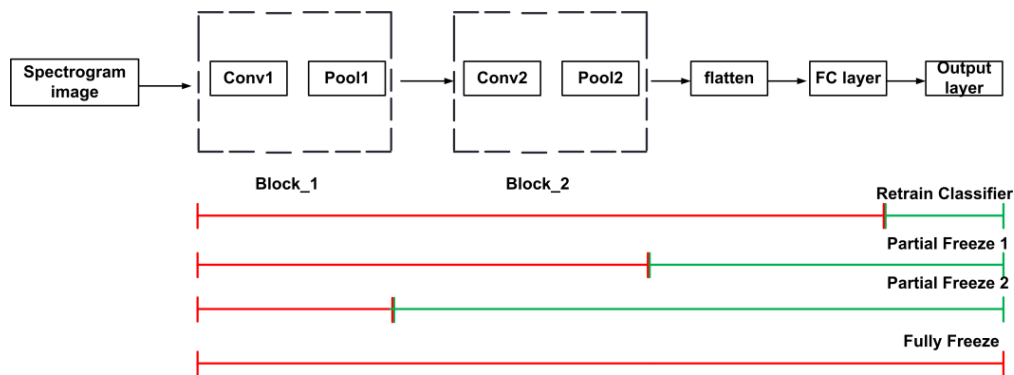 Spectrogram
image
Conv1
Pool1
Conv2
Pool2
flatten
FC layer
Output
layer
Block_1
Block_2
Retrain Classifier
Partial Freeze 1
Partial Freeze 2
Fully Freeze